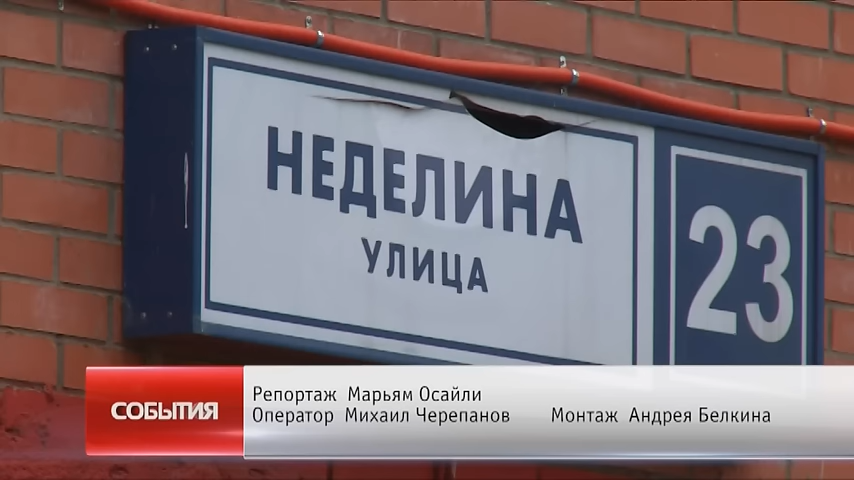 НЕДЕЛИНА
УЛИЦА
23
СОБЫТИЯ
Репортаж Марьям Осайли
Оператор Михаил Черепанов Монтаж Андрея Белкина